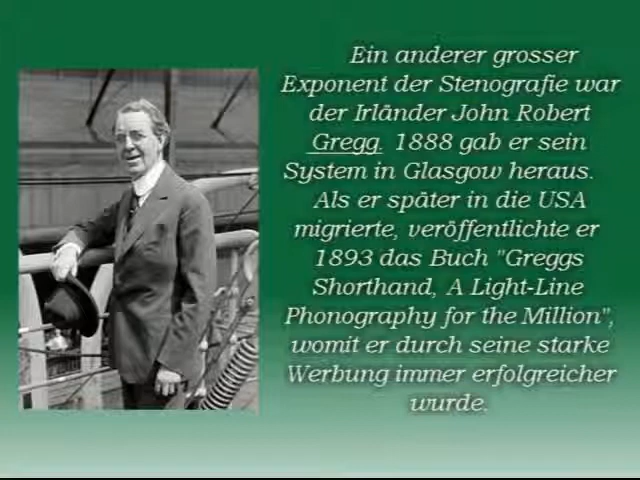 Ein anderer grosser
Exponent der Stenografie war
der Irländer John Robert
Gregg. 1888 gab er sein
System in Glasgow heraus.
Als er später in die USA
migrierte, veröffentlichte er
1893 das Buch "Greggs
Shorthand, A Light-Line
Phonography for the Million",
womit er durch seine starke
Werbung immer erfolgreicher
wurde.